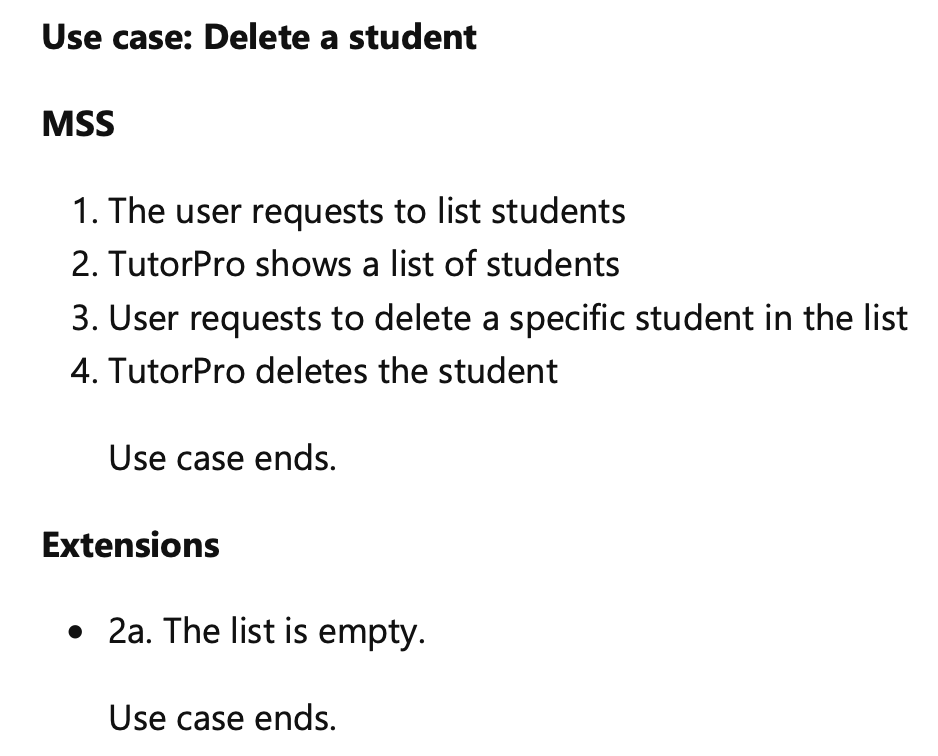 Use case: Delete a student
MSS
1. The user requests to list students
2. TutorPro shows a list of students
3. User requests to delete a specific student in the list
4. TutorPro deletes the student
Use case ends.
Extensions
• 2a. The list is empty.
Use case ends.